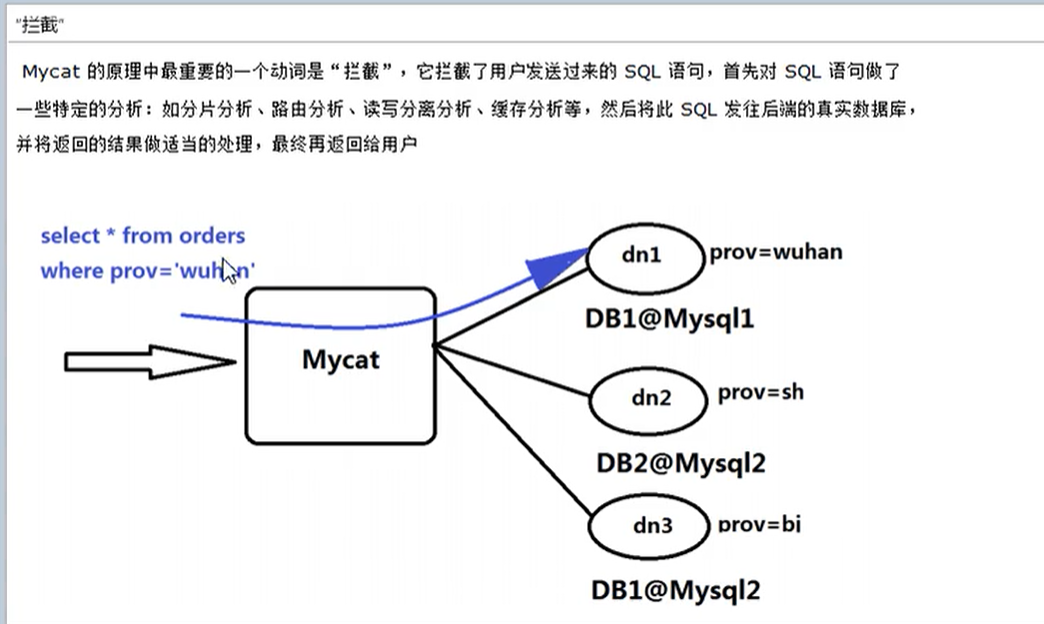 "拦截"
Mycat 的原理中最重要的一个动词是“拦截”，它拦截了用户发送过来的 SQL 语句，首先对 SQL 语句做了
一些特定的分析：如分片分析、路由分析、读写分离分析、缓存分析等，然后将此 SQL 发往后端的真实数据库，
并将返回的结果做适当的处理，最终再返回给用户
select * from orders
where prov='wuhan'
Mycat
dn1
prov=wuhan
DB1@Mysql1
dn2
prov=sh
DB2@Mysql2
dn3
prov=bi
DB1@Mysql2